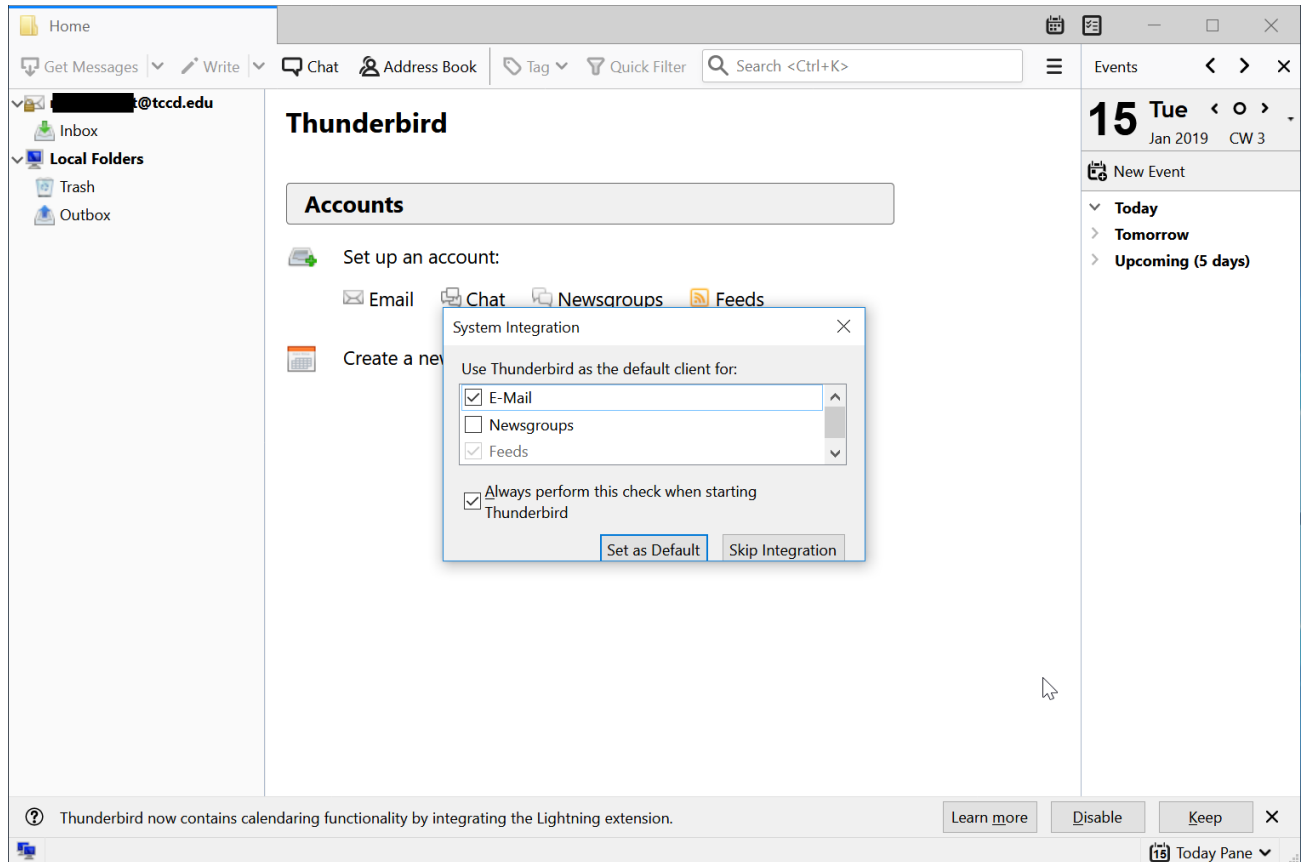 Home
Get Messages Write Chat Address Book Tag Quick Filter Search <Ctrl+K>
t@tccd.edu
Inbox
Local Folders
Trash
Outbox
Thunderbird
Accounts
Set up an account:
Email Chat Newsgroups Feeds
Create a new
System Integration
Use Thunderbird as the default client for:
E-Mail
Newsgroups
Feeds
Always perform this check when starting
Thunderbird
Set as Default Skip Integration
Events
15 Tue
Jan 2019 CW 3
New Event
Today
Tomorrow
Upcoming (5 days)
Thunderbird now contains calendaring functionality by integrating the Lightning extension. Learn more Disable Keep
15 Today Pane